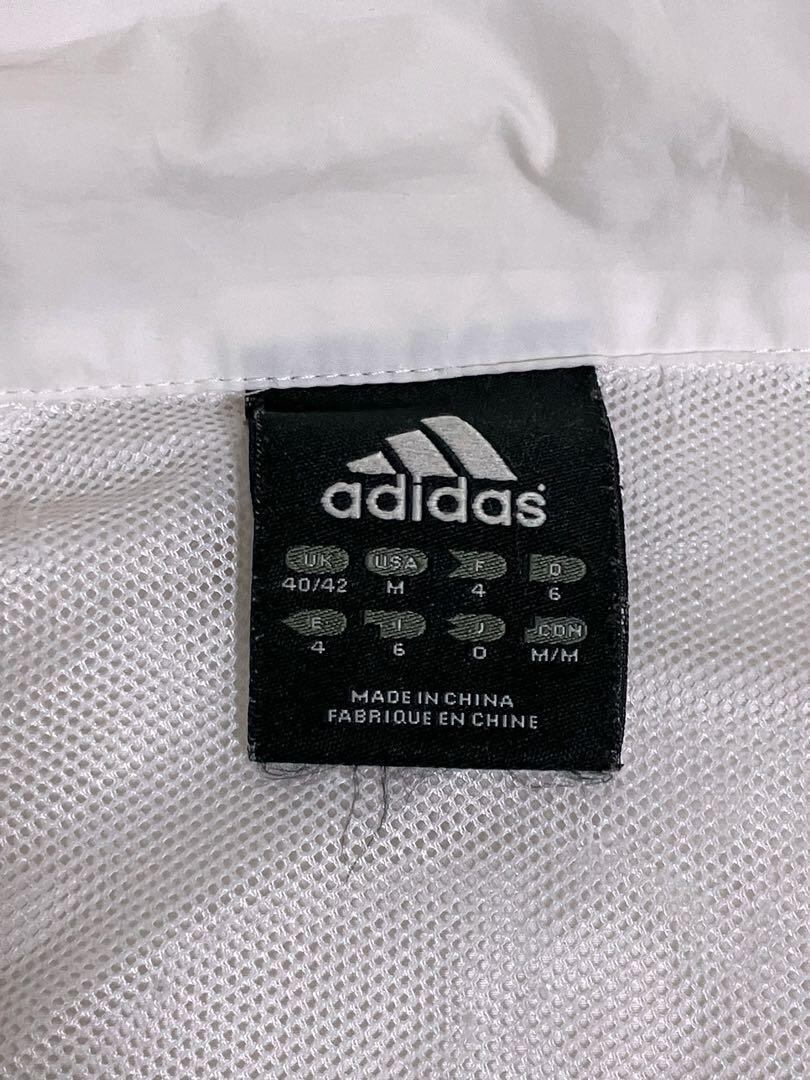 adidas
UK USA F D
40/42 M 4 6
E I J CDN
4 6 O M/M
MADE IN CHINA
FABRIQUE EN CHINE